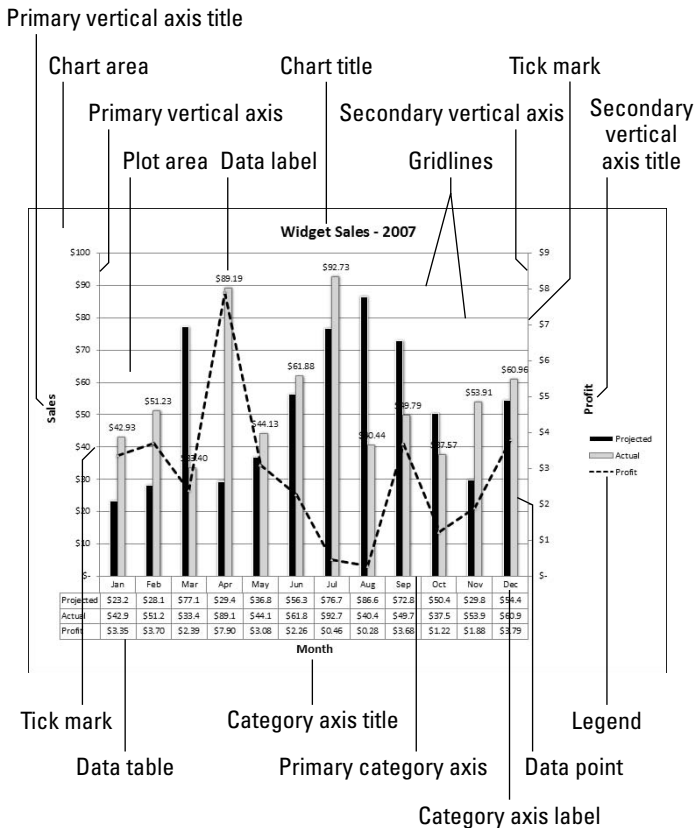 Primary vertical axis title
Chart area
Chart title
Tick mark
Primary vertical axis
Secondary vertical axis
Secondary
vertical
axis title
Plot area
Data label
Gridlines
Widget Sales - 2007
$100
$90
$80
$70
$60
$50
$40
$30
$20
$10
$-
Sales
$42.93
$51.23
$33.40
$89.19
$44.13
$61.88
$92.73
$40.44
$49.79
$37.57
$53.91
$60.96
$9
$8
$7
$6
$5
$4
$3
$2
$1
$-
Profit
Projected
Actual
Profit
Jan Feb Mar Apr May Jun Jul Aug Sep Oct Nov Dec
Projected $23.2 $28.1 $77.1 $29.4 $36.8 $56.3 $76.7 $86.6 $72.8 $50.4 $29.8 $54.4
Actual $42.9 $51.2 $33.4 $89.1 $44.1 $61.8 $92.7 $40.4 $49.7 $37.5 $53.9 $60.9
Profit $3.35 $3.70 $2.39 $7.90 $3.08 $2.26 $0.46 $0.28 $3.68 $1.22 $1.88 $3.79
Month
Tick mark
Category axis title
Legend
Data table
Primary category axis
Data point
Category axis label